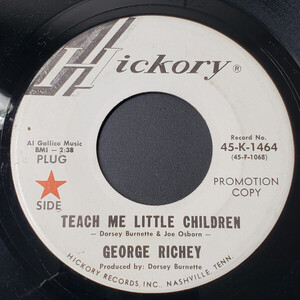 Hickory®
Al Gallico Music
BMI - 2:38
PLUG
SIDE
Record No.
45-K-1464
(45-F-1068)
PROMOTION
COPY
TEACH ME LITTLE CHILDREN
- Dorsey Burnette & Joe Osborn -
GEORGE RICHEY
Produced by: Dorsey Burnette
HICKORY RECORDS INC., NASHVILLE, TENN.